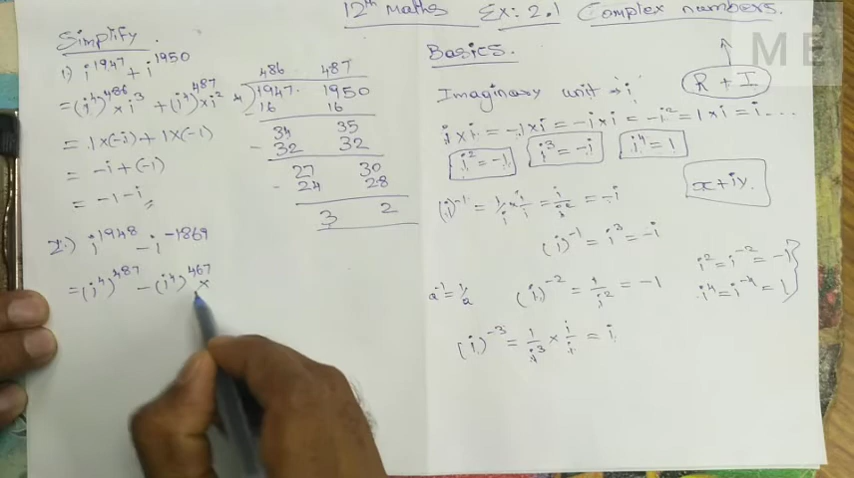 12th Maths Ex: 2.1 Complex numbers.
Simplify.
1) i^1947 + i^1950
= (i^4)^486 × i^3 + (i^4)^487 × i^2
= 1×(-i) + 1×(-1)
= -i + (-1)
= -1 - i
486 487
4) 1947 1950
16 16
34 35
- 32 32
27 30
- 24 28
3 2
2.) i^1948 - i^-1869
= (i^4)^487 - (i^4)^467 ×
Basics.
ME
R + I
Imaginary unit → i
i × i = -1 × i = -i × i = -i^2 = 1 × i = i ...
i^2 = -1 i^3 = -i i^4 = 1
x + iy.
(i)^-1 = 1/i × i/i = i/i^2 = -i
(i)^-1 = i^3 = -i
a^-1 = 1/a (i)^-2 = 1/i^2 = -1
i^2 = i^-2 = -1
i^4 = i^-4 = 1
(i)^-3 = 1/i^3 × i/i = i